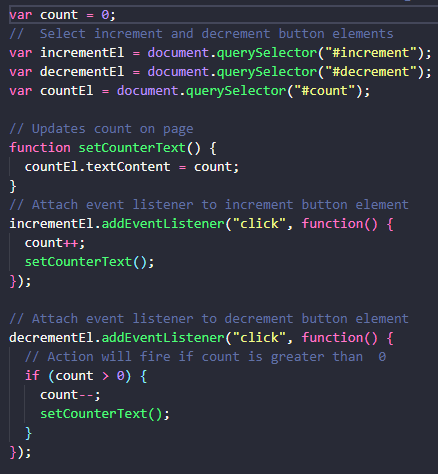 var count = 0;
//  Select increment and decrement button elements
var incrementEl = document.querySelector("#increment");
var decrementEl = document.querySelector("#decrement");
var countEl = document.querySelector("#count");

// Updates count on page
function setCounterText() {
  countEl.textContent = count;
}
// Attach event listener to increment button element
incrementEl.addEventListener("click", function() {
  count++;
  setCounterText();
});

// Attach event listener to decrement button element
decrementEl.addEventListener("click", function() {
  // Action will fire if count is greater than  0
  if (count > 0) {
    count--;
    setCounterText();
  }
});